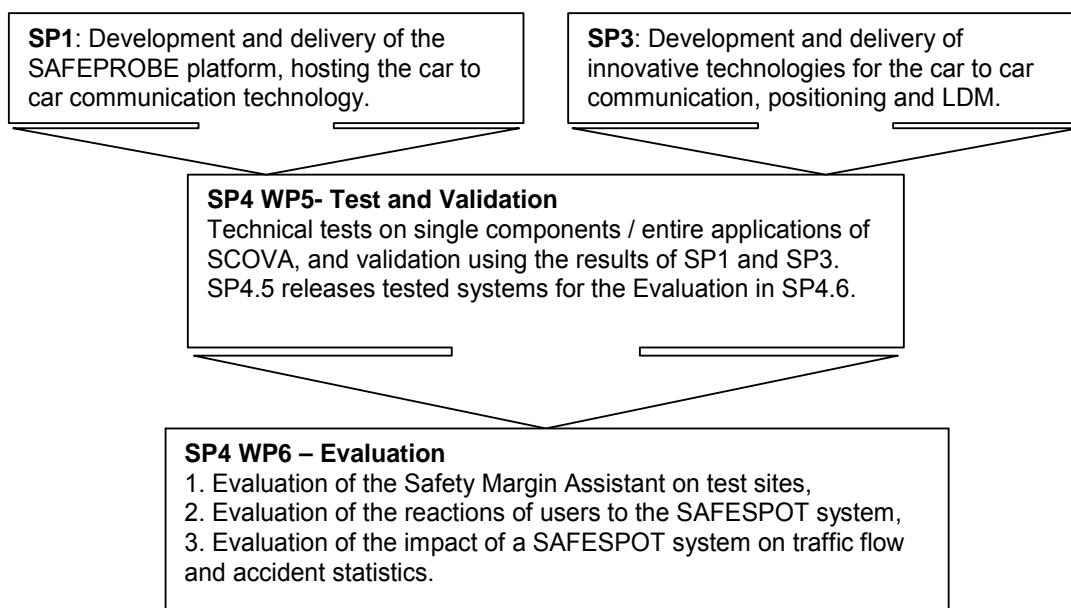 SP1: Development and delivery of the
SAFEPROBE platform, hosting the car to
car communication technology.
SP3: Development and delivery of
innovative technologies for the car to car
communication, positioning and LDM.
SP4 WP5- Test and Validation
Technical tests on single components / entire applications of
SCOVA, and validation using the results of SP1 and SP3.
SP4.5 releases tested systems for the Evaluation in SP4.6.
SP4 WP6 – Evaluation
1. Evaluation of the Safety Margin Assistant on test sites,
2. Evaluation of the reactions of users to the SAFESPOT system,
3. Evaluation of the impact of a SAFESPOT system on traffic flow
and accident statistics.